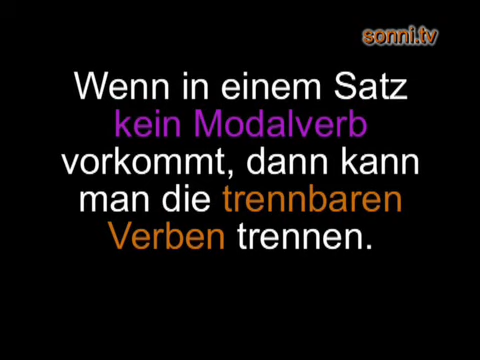 sonni.tv
Wenn in einem Satz
kein Modalverb
vorkommt, dann kann
man die trennbaren
Verben trennen.